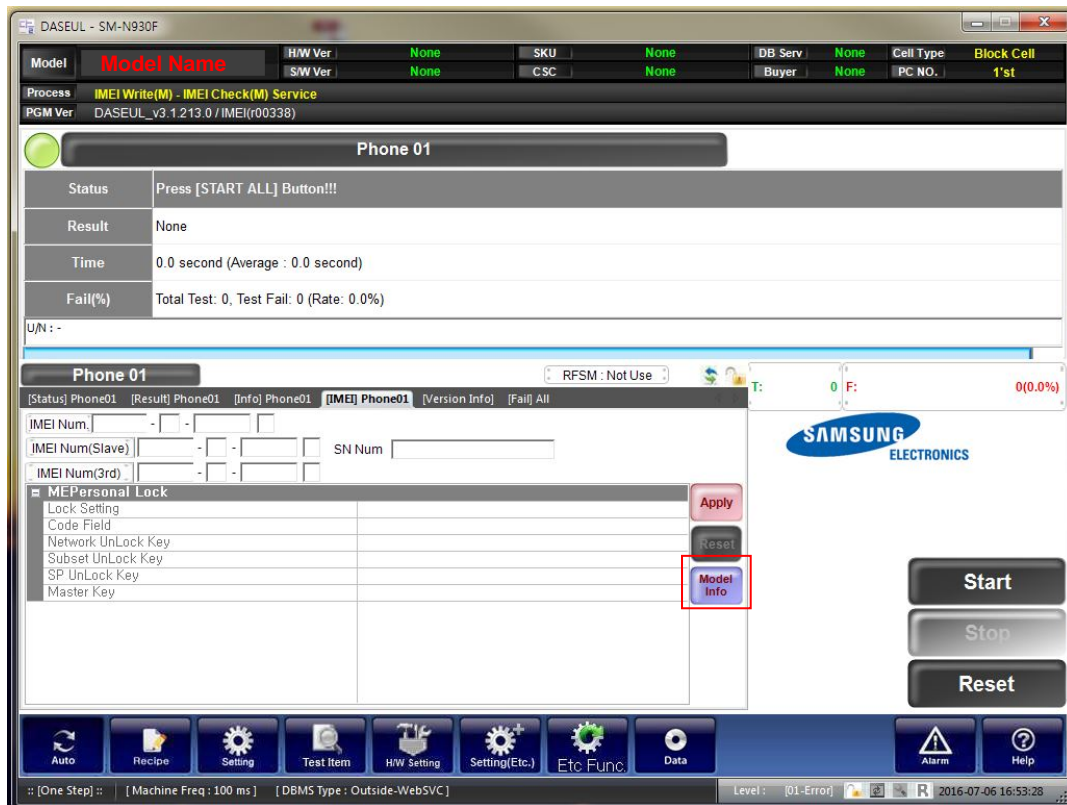 DASEUL - SM-N930F
Model Model Name H/W Ver None SKU None DB Serv None Cell Type Block Cell
S/W Ver None CSC None Buyer None PC NO. 1'st
Process IMEI Write(M) - IMEI Check(M) Service
PGM Ver DASEUL_v3.1.213.0 / IMEI(r00338)
Phone 01
Status Press [START ALL] Button!!!
Result None
Time 0.0 second (Average : 0.0 second)
Fail(%) Total Test: 0, Test Fail: 0 (Rate: 0.0%)
U/N : -
Phone 01 RFSM : Not Use T: 0 F: 0(0.0%)
[Status] Phone01 [Result] Phone01 [Info] Phone01 [IMEI] Phone01 [Version Info] [Fail] All
IMEI Num. - -
IMEI Num(Slave) - - SN Num
IMEI Num(3rd) - -
SAMSUNG
ELECTRONICS
MEPersonal Lock
Lock Setting
Code Field
Network UnLock Key
Subset UnLock Key
SP UnLock Key
Master Key
Apply
Reset
Model
Info
Start
Stop
Reset
Auto Recipe Setting Test Item H/W Setting Setting(Etc.) Etc Func. Data Alarm Help
:: [One Step] :: [Machine Freq : 100 ms] [DBMS Type : Outside-WebSVC] Level : [01-Error] R 2016-07-06 16:53:28